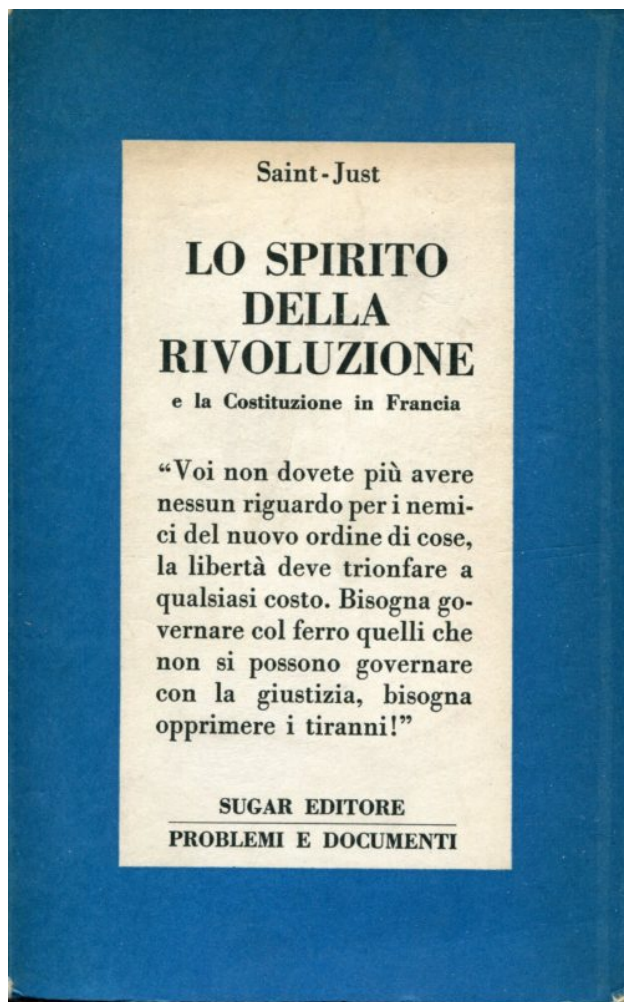 Saint-Just
LO SPIRITO
DELLA
RIVOLUZIONE
e la Costituzione in Francia
“Voi non dovete più avere
nessun riguardo per i nemi-
ci del nuovo ordine di cose,
la libertà deve trionfare a
qualsiasi costo. Bisogna go-
vernare col ferro quelli che
non si possono governare
con la giustizia, bisogna
opprimere i tiranni!”
SUGAR EDITORE
PROBLEMI E DOCUMENTI